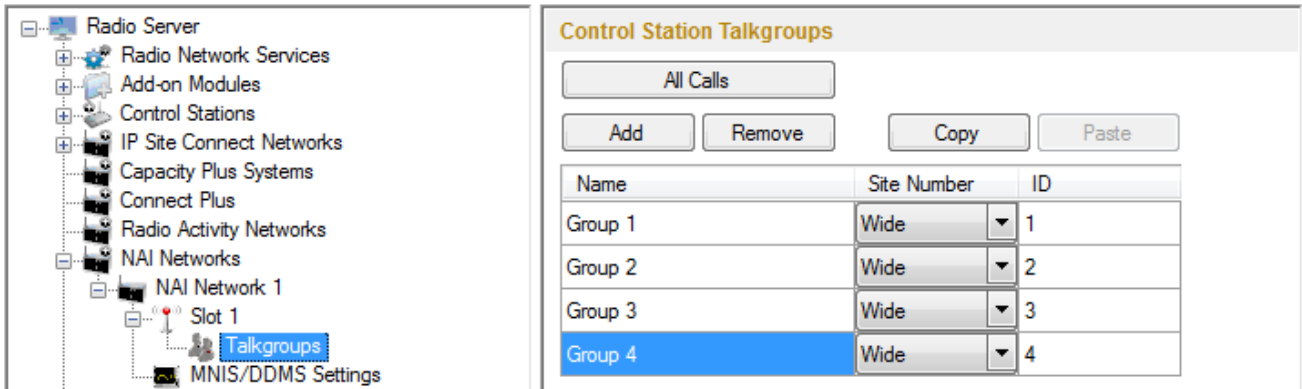 Radio Server
Radio Network Services
Add-on Modules
Control Stations
IP Site Connect Networks
Capacity Plus Systems
Connect Plus
Radio Activity Networks
NAI Networks
NAI Network 1
Slot 1
Talkgroups
MNIS/DDMS Settings
Control Station Talkgroups
All Calls
Add Remove Copy Paste
Name Site Number ID
Group 1 Wide 1
Group 2 Wide 2
Group 3 Wide 3
Group 4 Wide 4